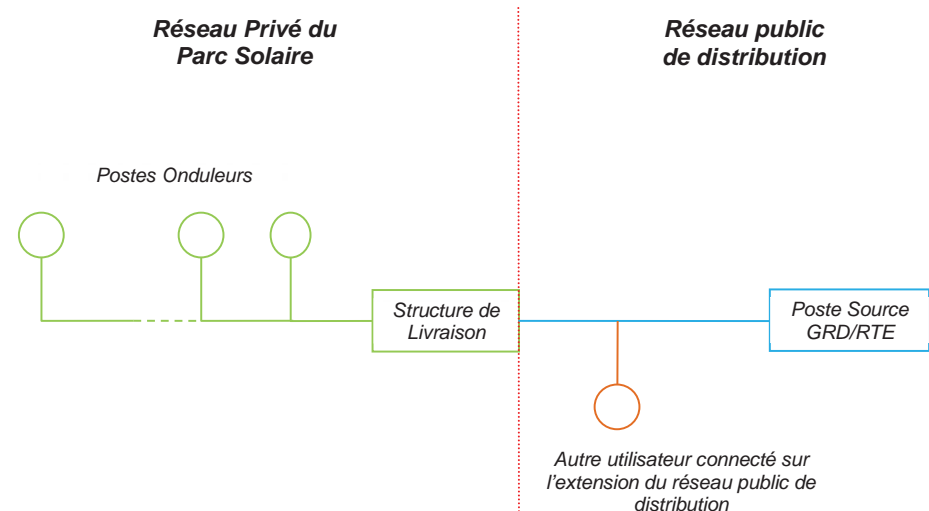 Réseau Privé du
Parc Solaire
Réseau public
de distribution
Postes Onduleurs
Structure de
Livraison
Poste Source
GRD/RTE
Autre utilisateur connecté sur
l'extension du réseau public de
distribution